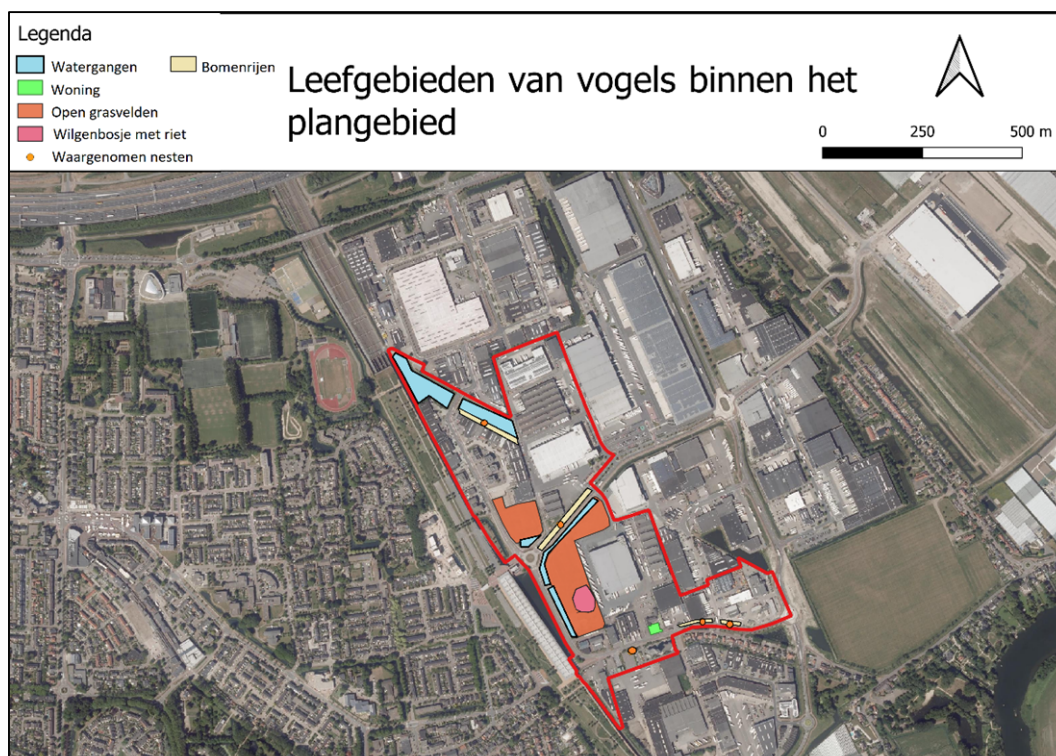 Legenda
Watergangen
Bomenrijen
Woning
Open grasvelden
Wilgenbosje met riet
Waargenomen nesten
Leefgebieden van vogels binnen het
plangebied
0 250 500 m